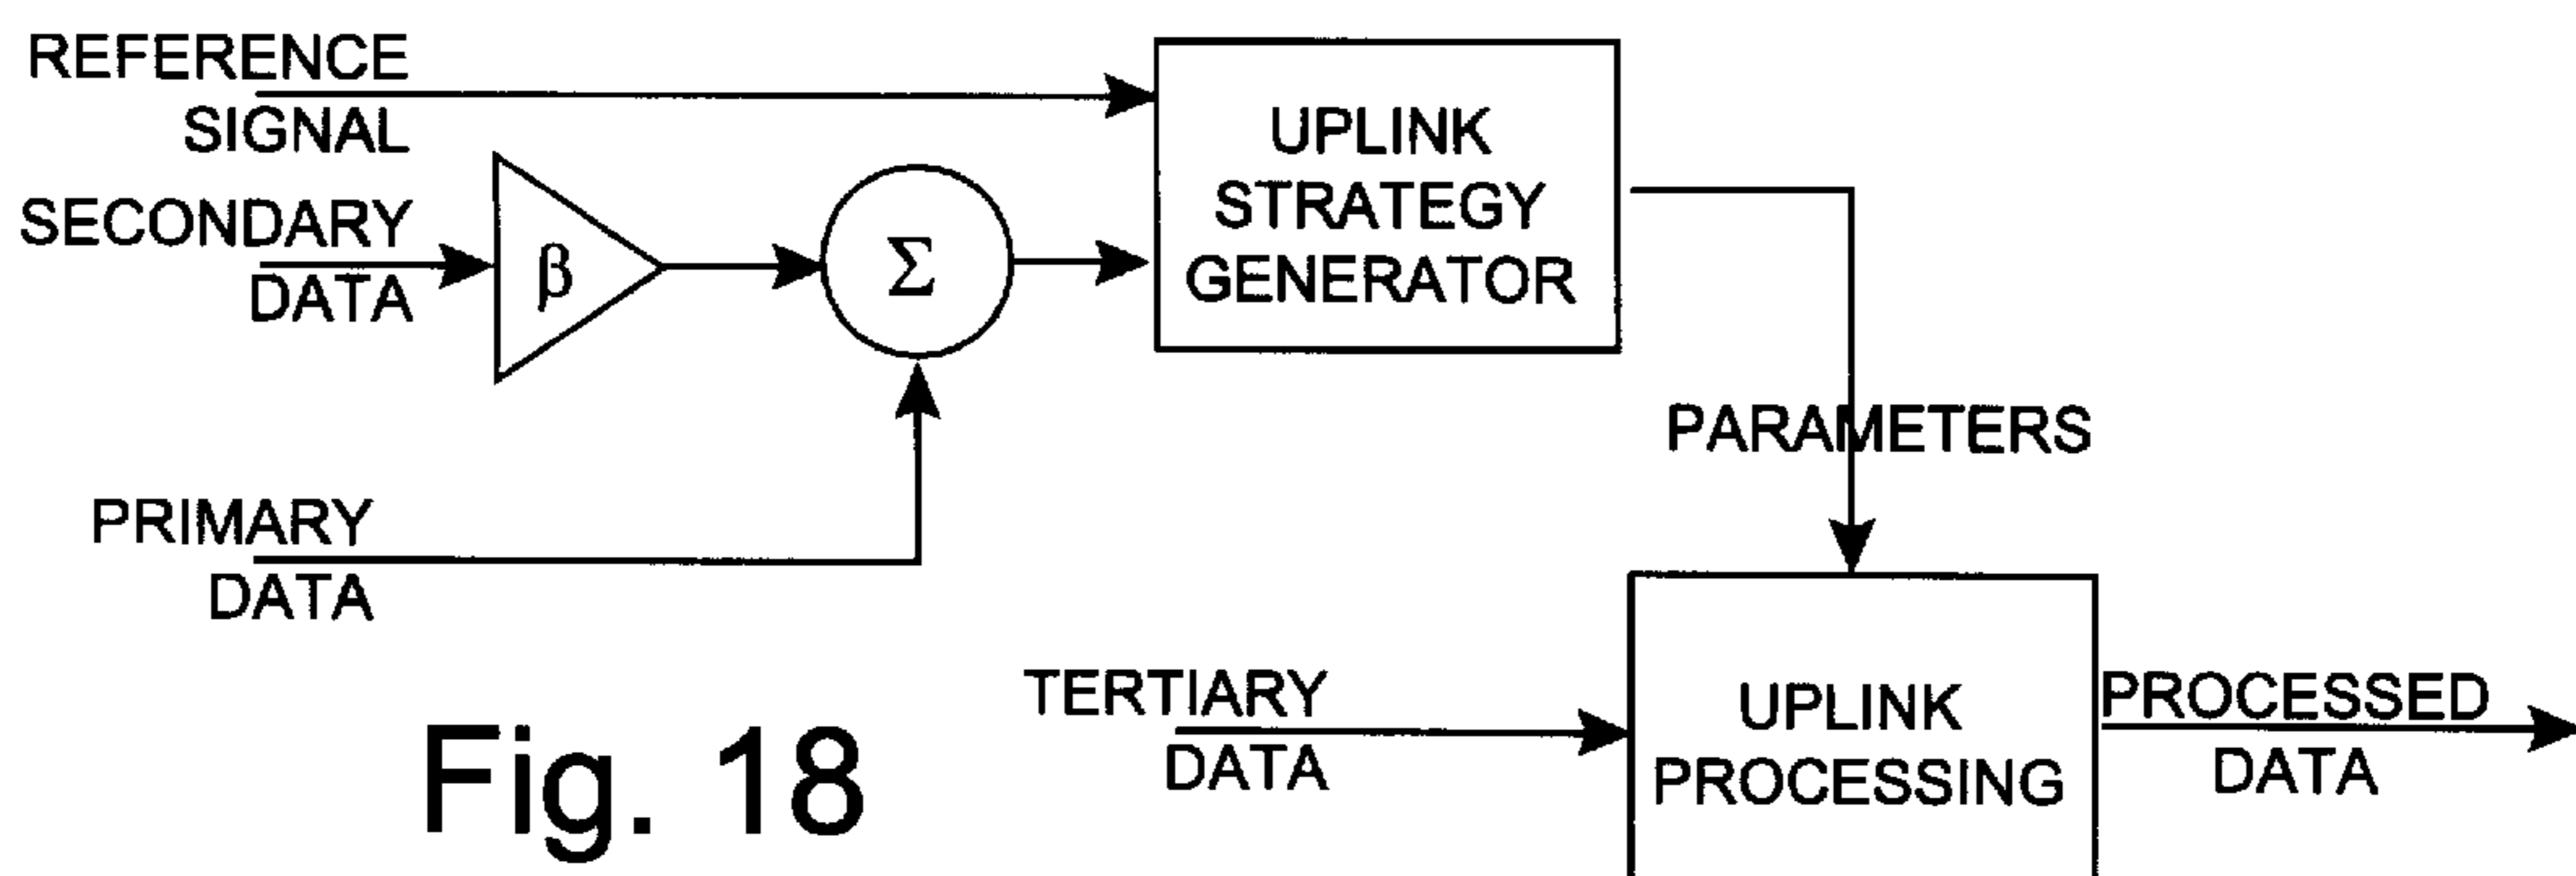 REFERENCE
SIGNAL
SECONDARY
DATA
β
Σ
UPLINK
STRATEGY
GENERATOR
PARAMETERS
PRIMARY
DATA
TERTIARY
DATA
UPLINK
PROCESSING
PROCESSED
DATA
Fig. 18